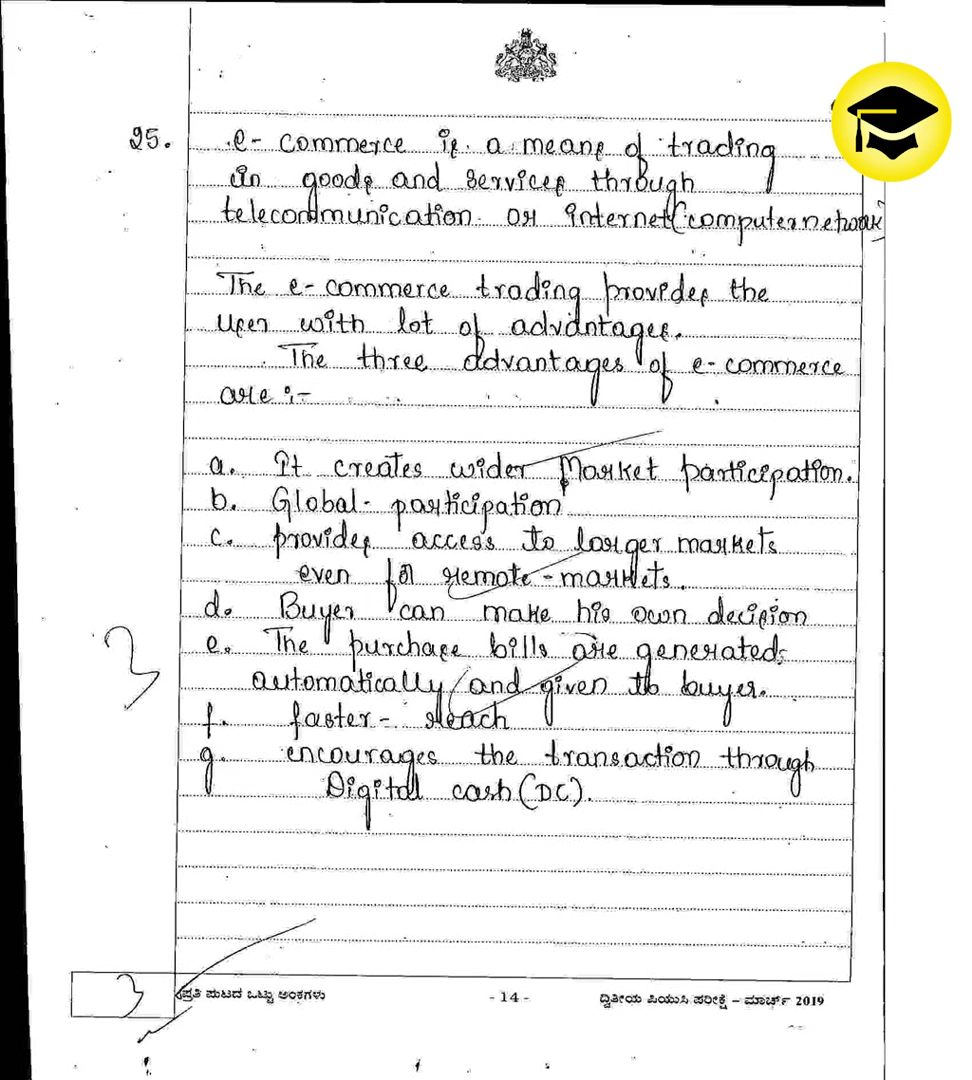 25. e- commerce is a means of trading
in goods and services through
telecommunication or internet (computer network)
The e-commerce trading provides the
user with lot of advantages.
The three advantages of e-commerce
are :-
a. It creates wider Market participation.
b. Global - participation
c. provides access to larger markets
even for remote - markets.
d. Buyer can make his own decision
e. The purchase bills are generated
automatically and given to buyer.
f. faster - reach
g. encourages the transaction through
Digital cash (DC).
3
3
ಪ್ರತಿ ಪುಟದ ಒಟ್ಟು ಅಂಕಗಳು - 14 - ದ್ವಿತೀಯ ಪಿಯುಸಿ ಪರೀಕ್ಷೆ – ಮಾರ್ಚ್ 2019